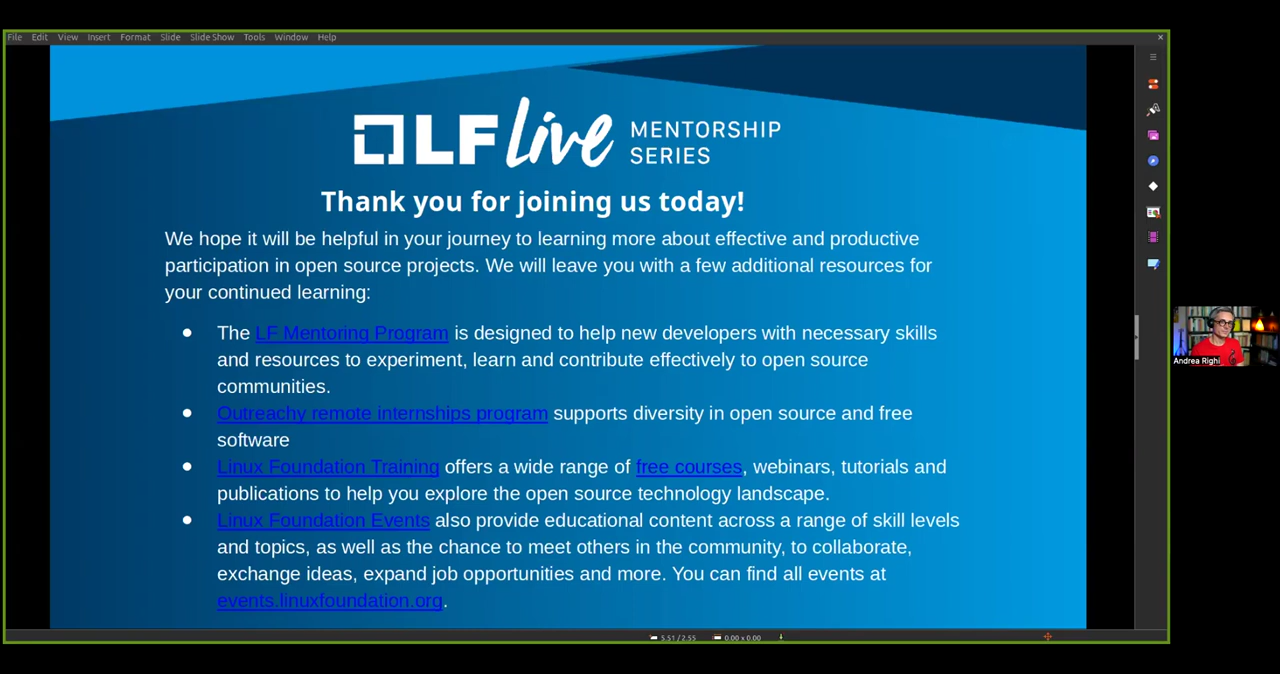 File Edit View Insert Format Slide Slide Show Tools Window Help
LF Live MENTORSHIP
SERIES
Thank you for joining us today!
We hope it will be helpful in your journey to learning more about effective and productive
participation in open source projects. We will leave you with a few additional resources for
your continued learning:
● The LF Mentoring Program is designed to help new developers with necessary skills
and resources to experiment, learn and contribute effectively to open source
communities.
● Outreachy remote internships program supports diversity in open source and free
software
● Linux Foundation Training offers a wide range of free courses, webinars, tutorials and
publications to help you explore the open source technology landscape.
● Linux Foundation Events also provide educational content across a range of skill levels
and topics, as well as the chance to meet others in the community, to collaborate,
exchange ideas, expand job opportunities and more. You can find all events at
events.linuxfoundation.org.
Andrea Righi
5.51 / 2.55 0.00 x 0.00